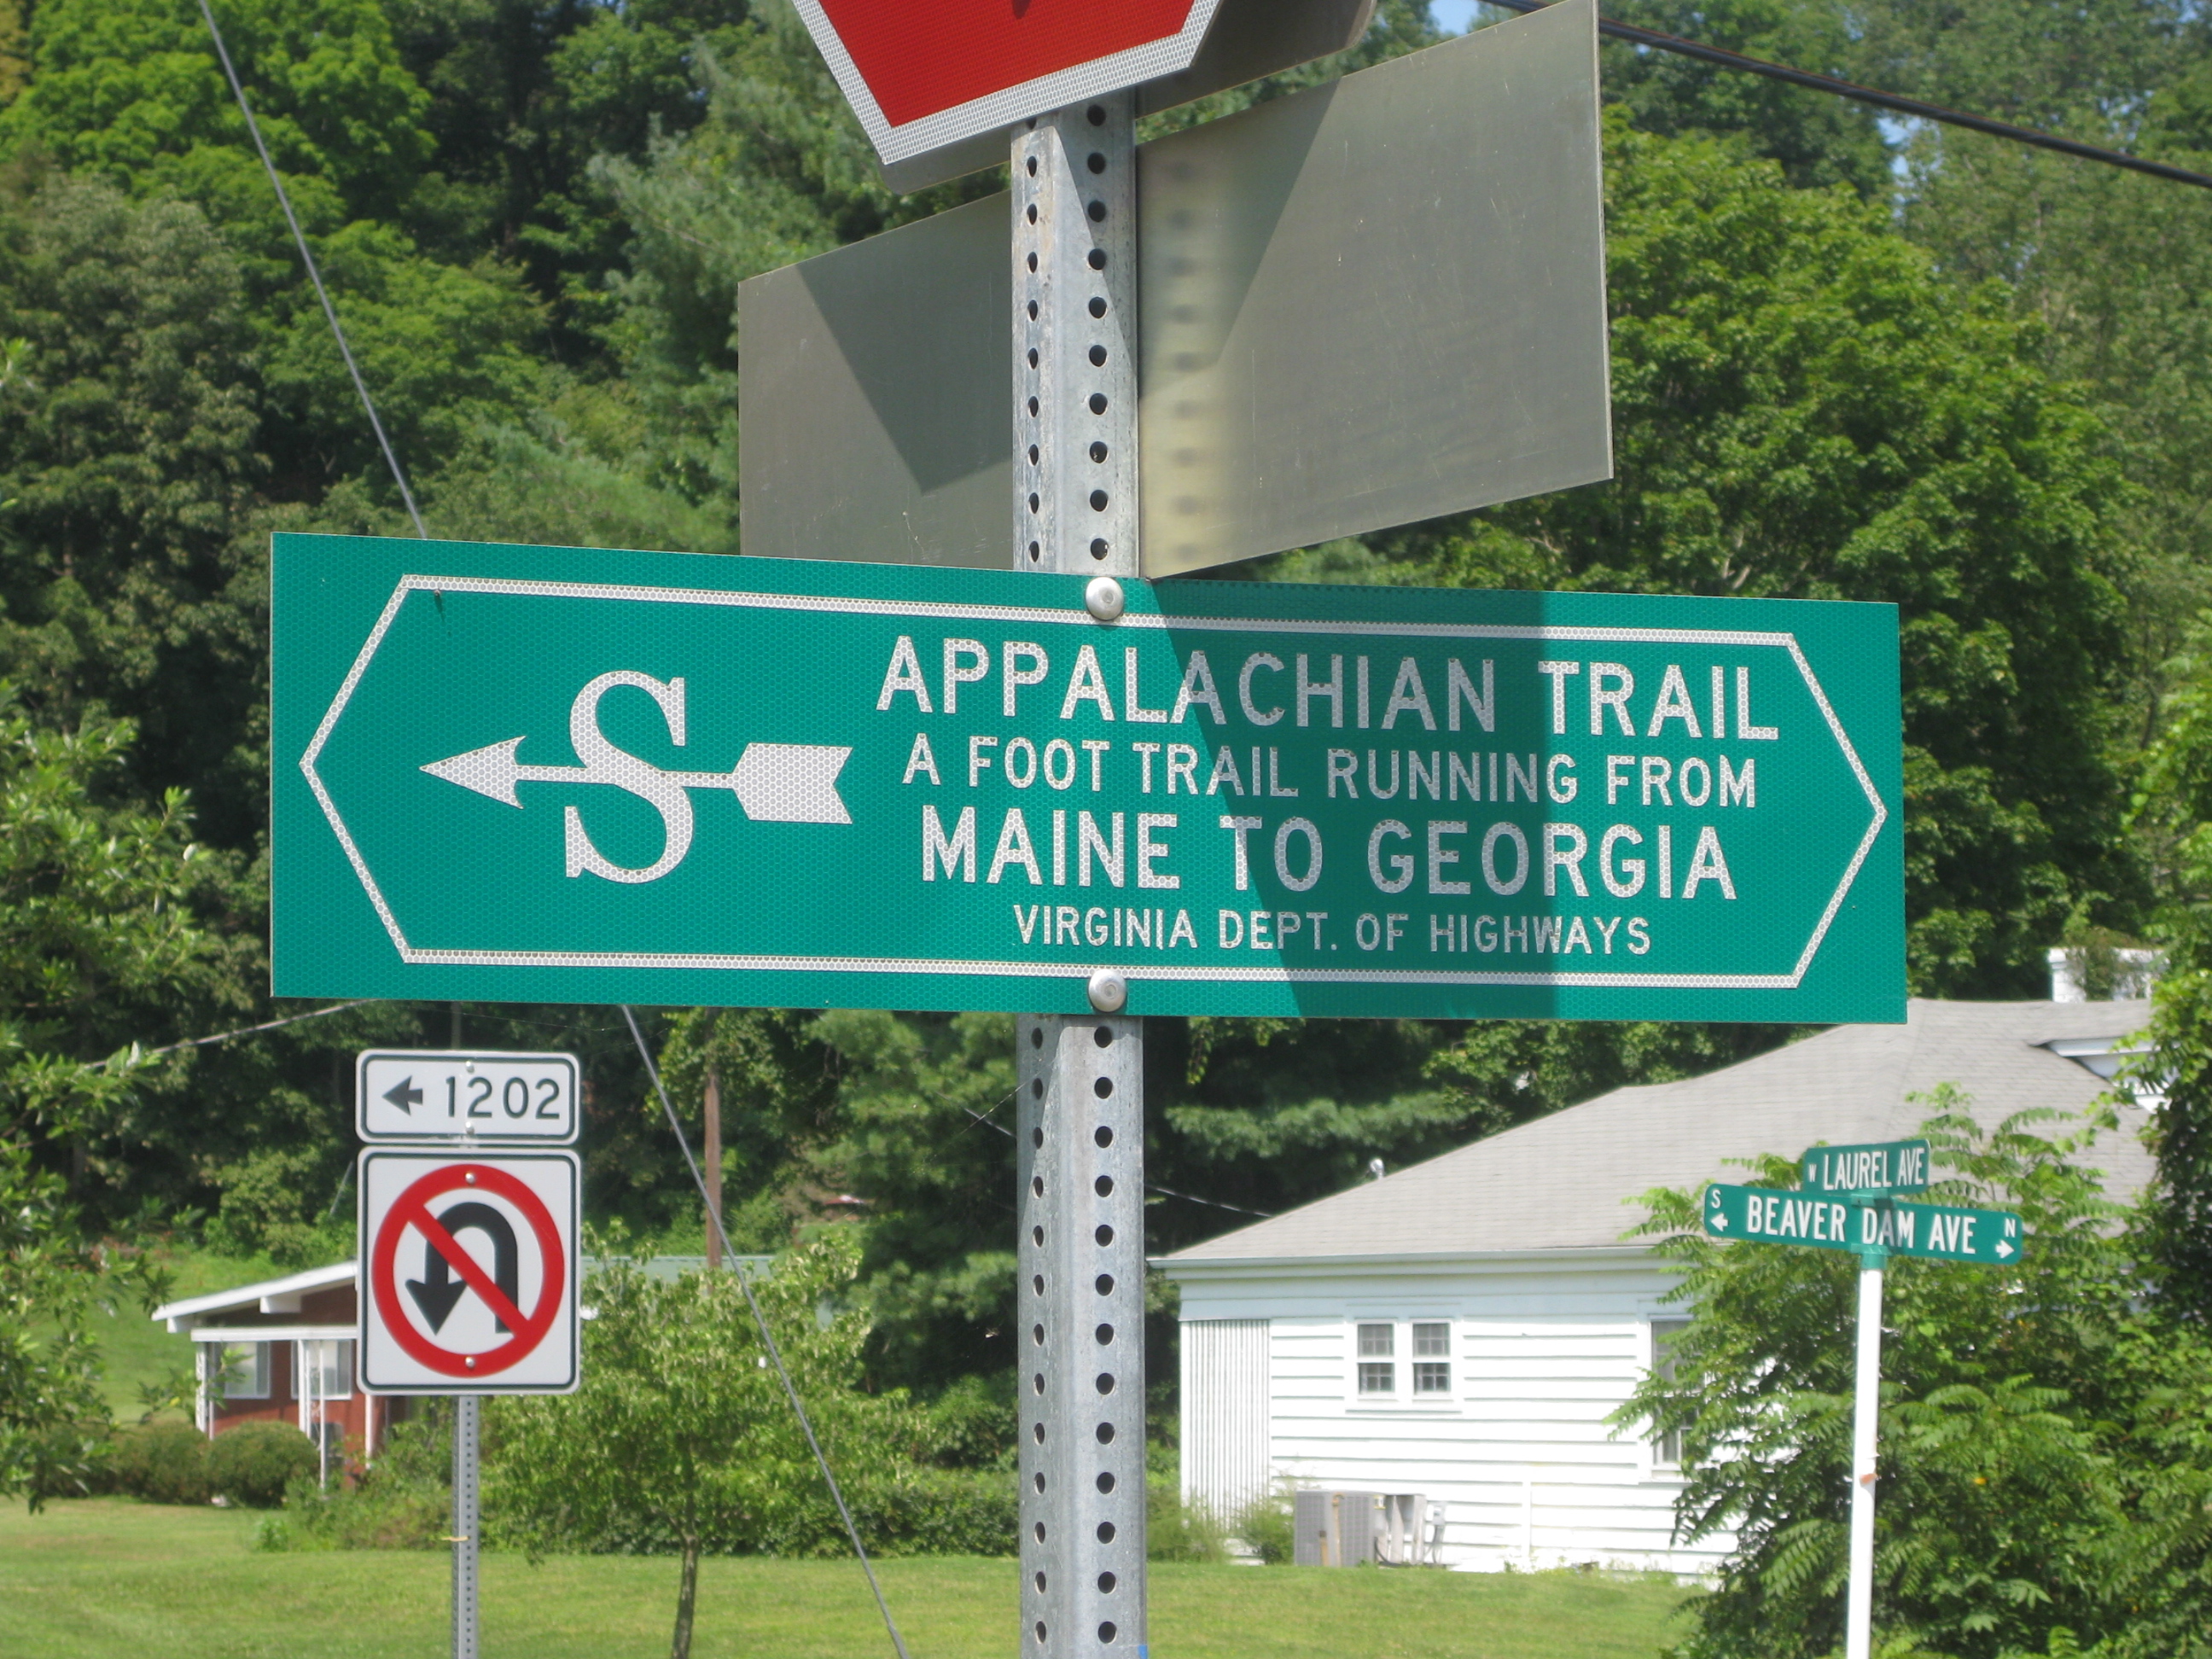 S
APPALACHIAN TRAIL
A FOOT TRAIL RUNNING FROM
MAINE TO GEORGIA
VIRGINIA DEPT. OF HIGHWAYS
1202
W LAUREL AVE
S BEAVER DAM AVE N